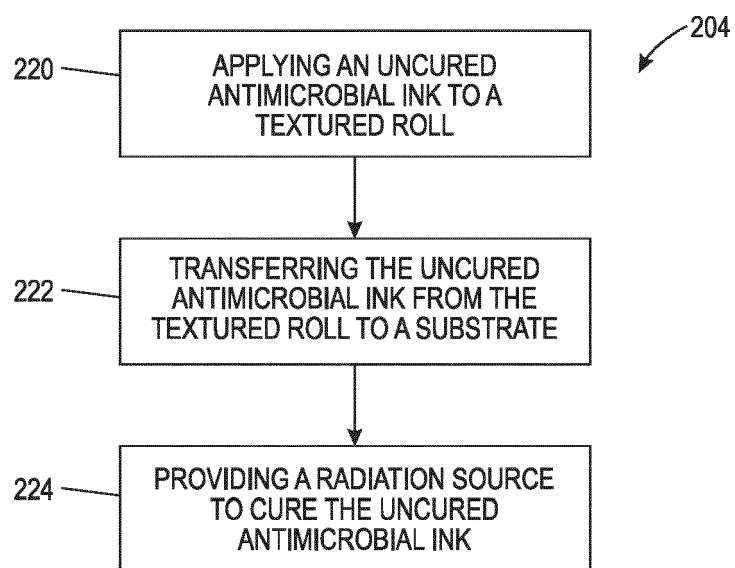 204
220
APPLYING AN UNCURED
ANTIMICROBIAL INK TO A
TEXTURED ROLL
222
TRANSFERRING THE UNCURED
ANTIMICROBIAL INK FROM THE
TEXTURED ROLL TO A SUBSTRATE
224
PROVIDING A RADIATION SOURCE
TO CURE THE UNCURED
ANTIMICROBIAL INK